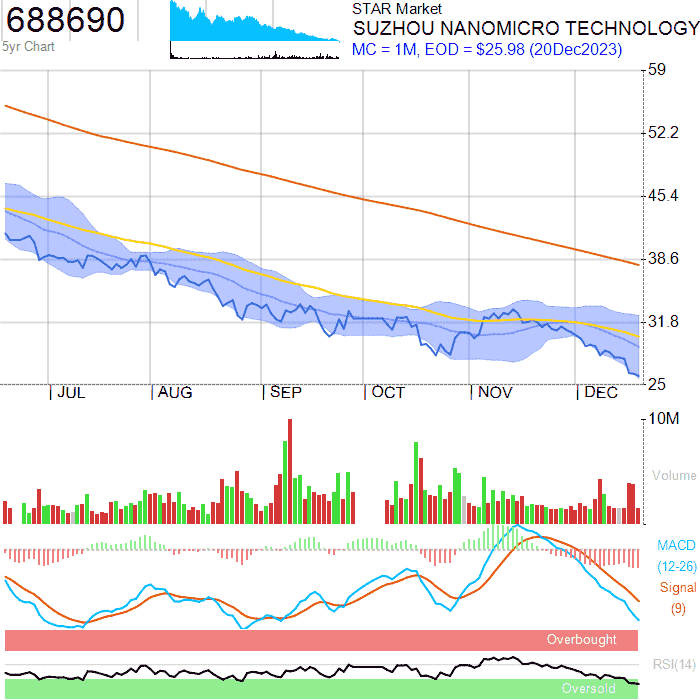 688690
5yr Chart
STAR Market
SUZHOU NANOMICRO TECHNOLOGY
MC = 1M, EOD = $25.98 (20Dec2023)
59
52.2
45.4
38.6
31.8
25
JUL AUG SEP OCT NOV DEC
10M
Volume
MACD
(12-26)
Signal
(9)
Overbought
RSI(14)
Oversold